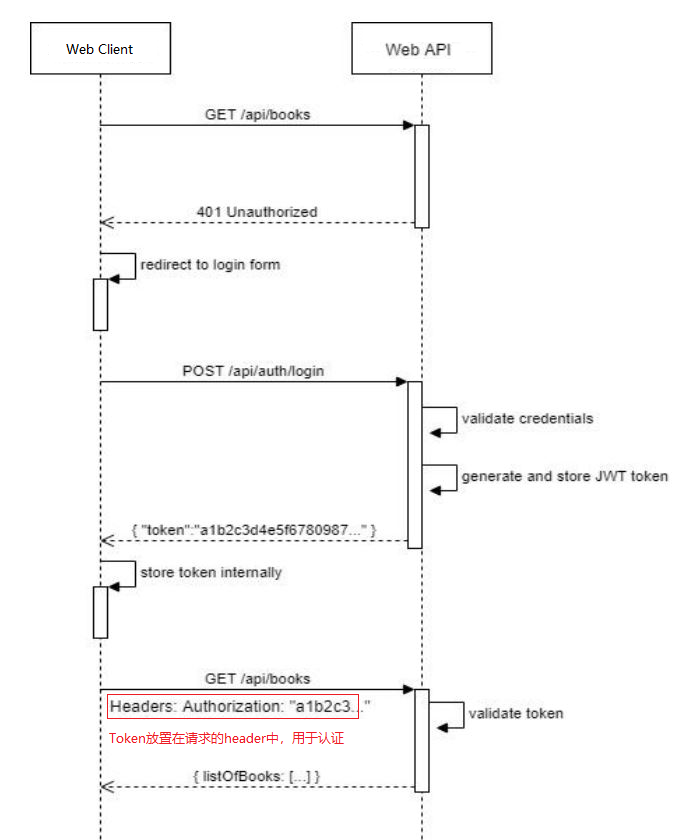 Web Client
Web API
GET /api/books
401 Unauthorized
redirect to login form
POST /api/auth/login
validate credentials
generate and store JWT token
{ "token":"a1b2c3d4e5f6780987..." }
store token internally
GET /api/books
Headers: Authorization: "a1b2c3..."
validate token
Token放置在请求的header中，用于认证
{ listOfBooks: [...] }